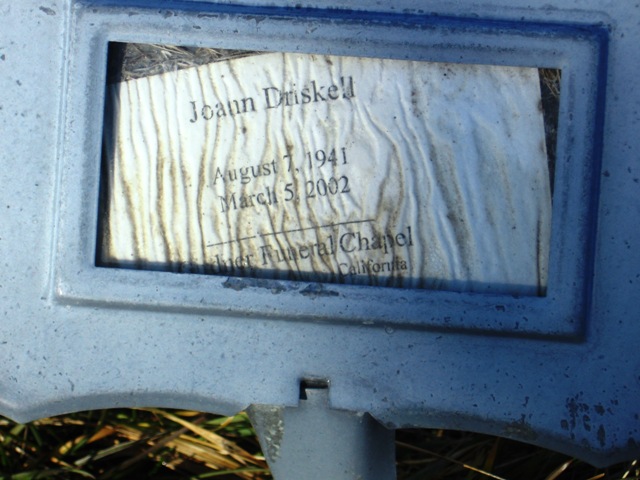 Joann Driskell
August 7, 1941
March 5, 2002
Funeral Chapel
California